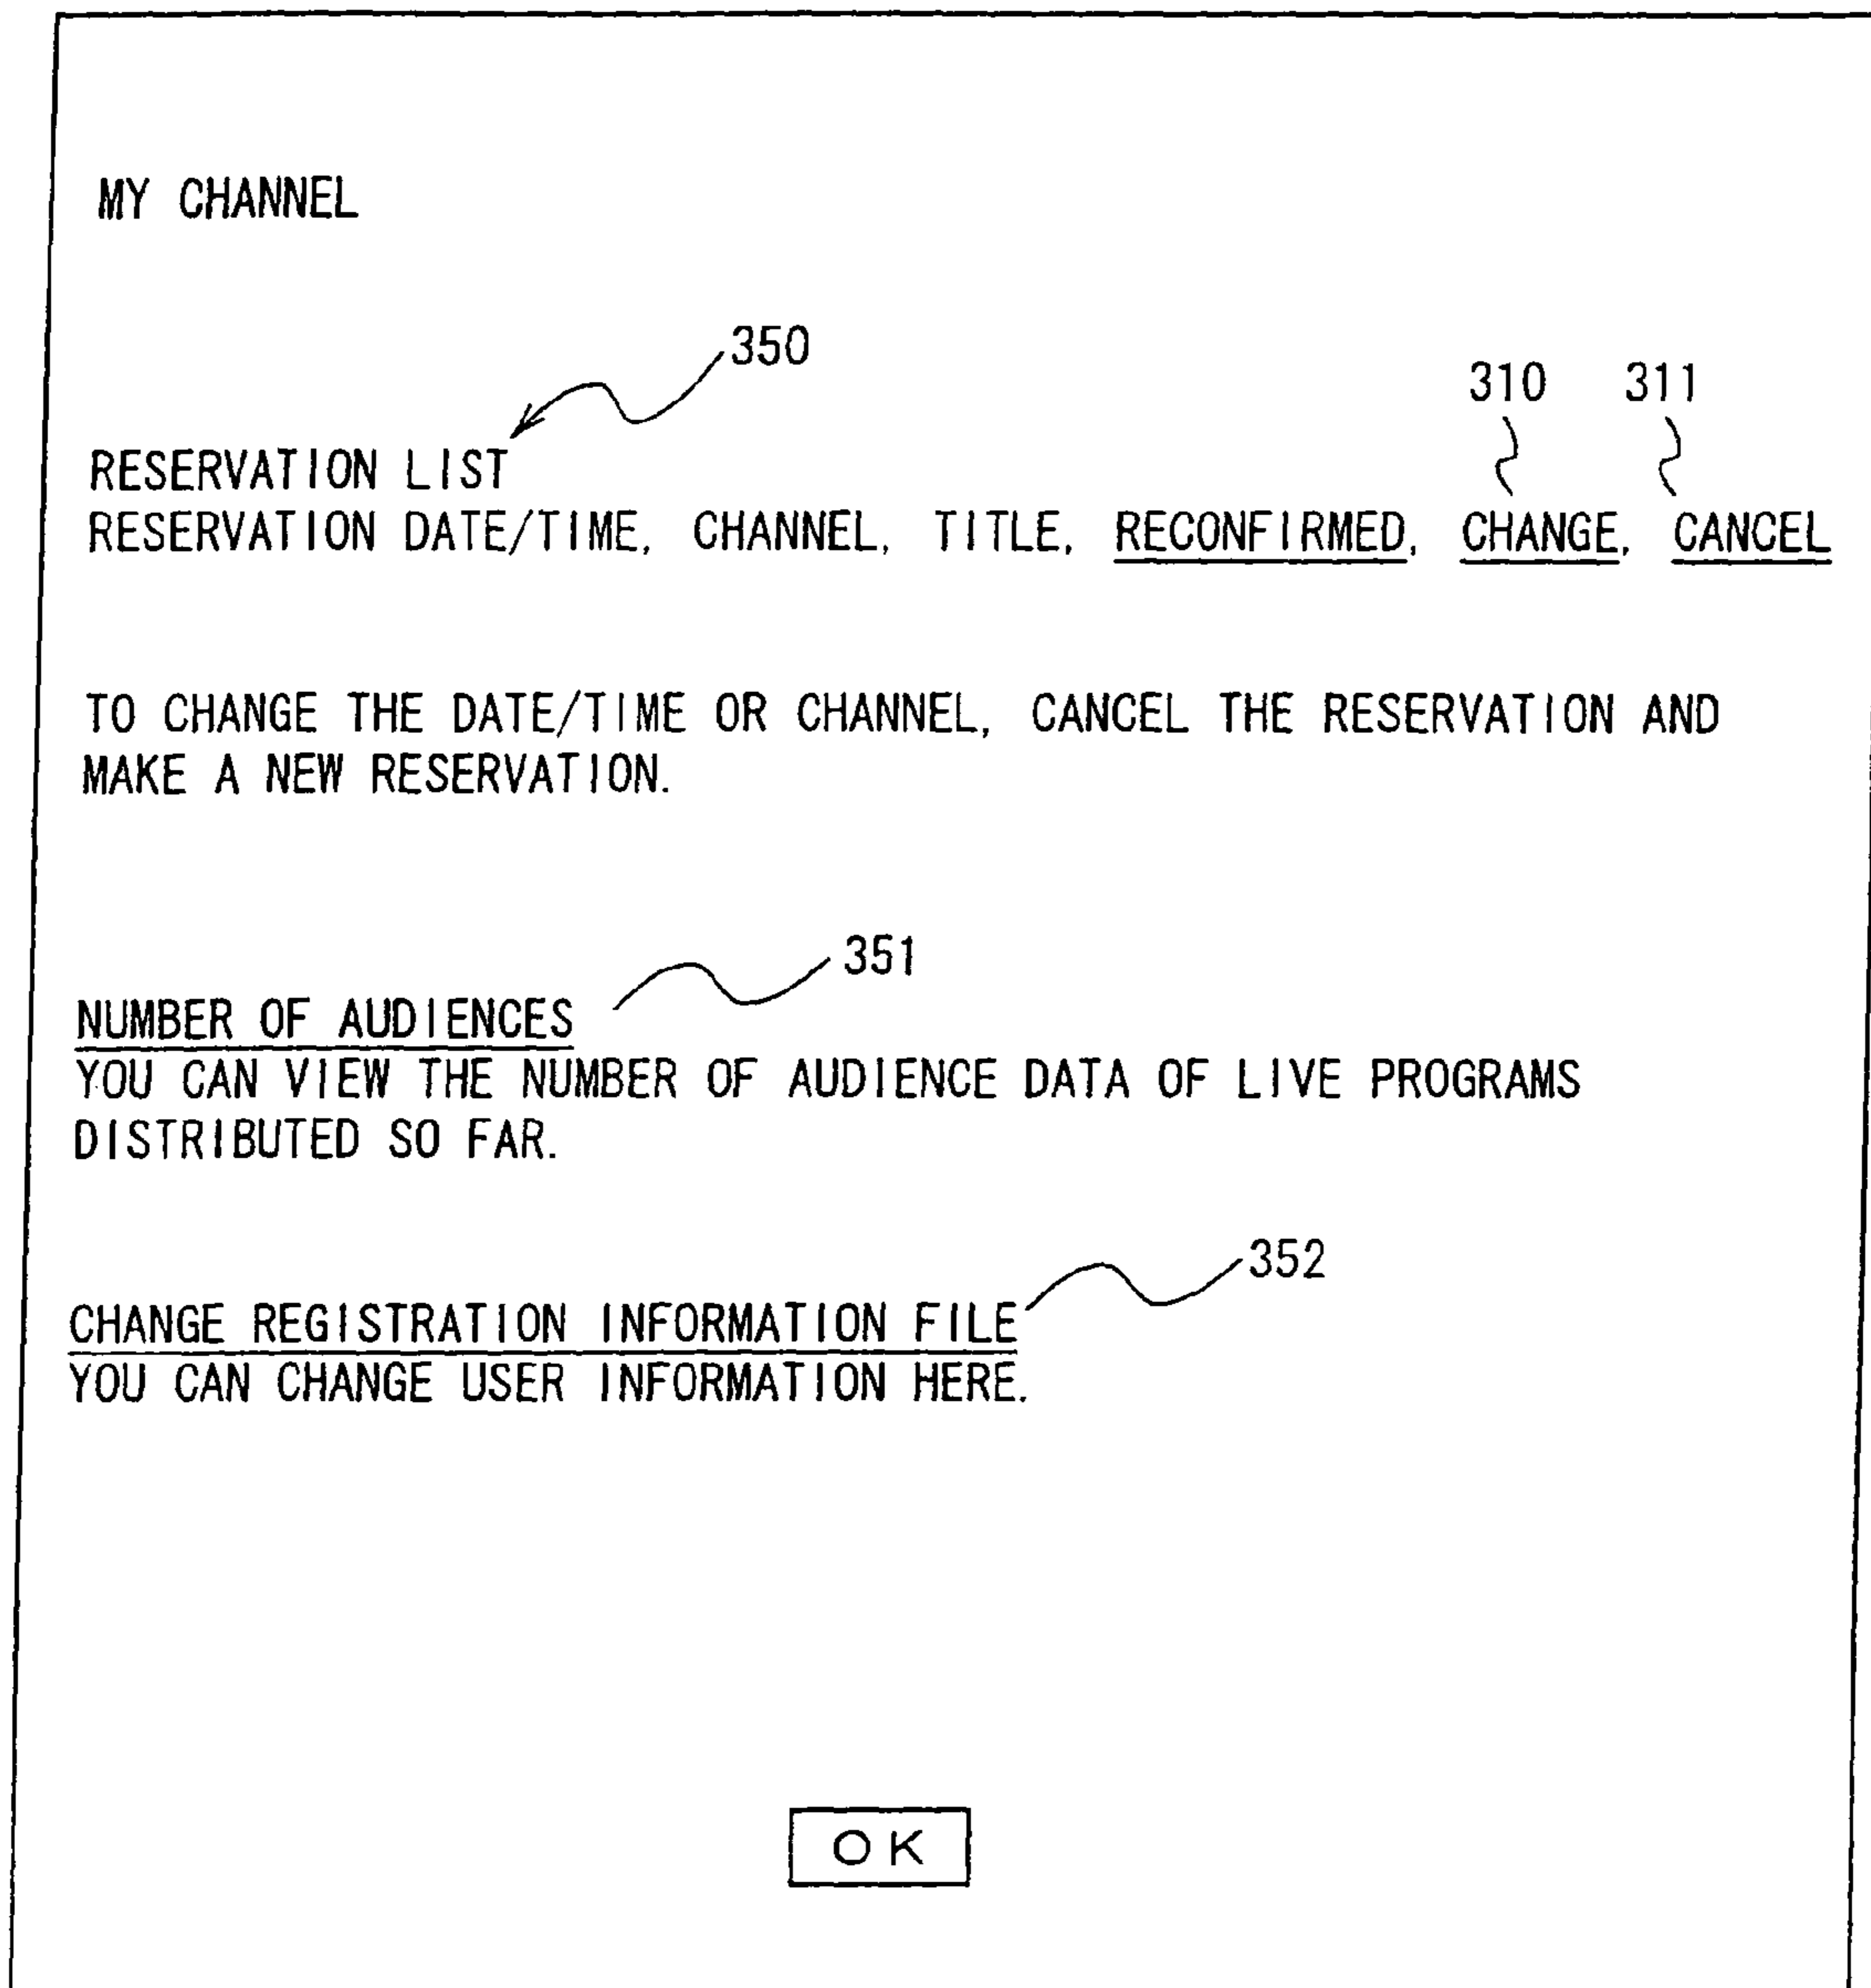 MY CHANNEL
350
310 311
RESERVATION LIST
RESERVATION DATE/TIME, CHANNEL, TITLE, RECONFIRMED, CHANGE, CANCEL
TO CHANGE THE DATE/TIME OR CHANNEL, CANCEL THE RESERVATION AND
MAKE A NEW RESERVATION.
351
NUMBER OF AUDIENCES
YOU CAN VIEW THE NUMBER OF AUDIENCE DATA OF LIVE PROGRAMS
DISTRIBUTED SO FAR.
352
CHANGE REGISTRATION INFORMATION FILE
YOU CAN CHANGE USER INFORMATION HERE.
OK